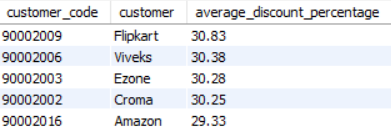 customer_code customer average_discount_percentage
90002009 Flipkart 30.83
90002006 Viveks 30.38
90002003 Ezone 30.28
90002002 Croma 30.25
90002016 Amazon 29.33